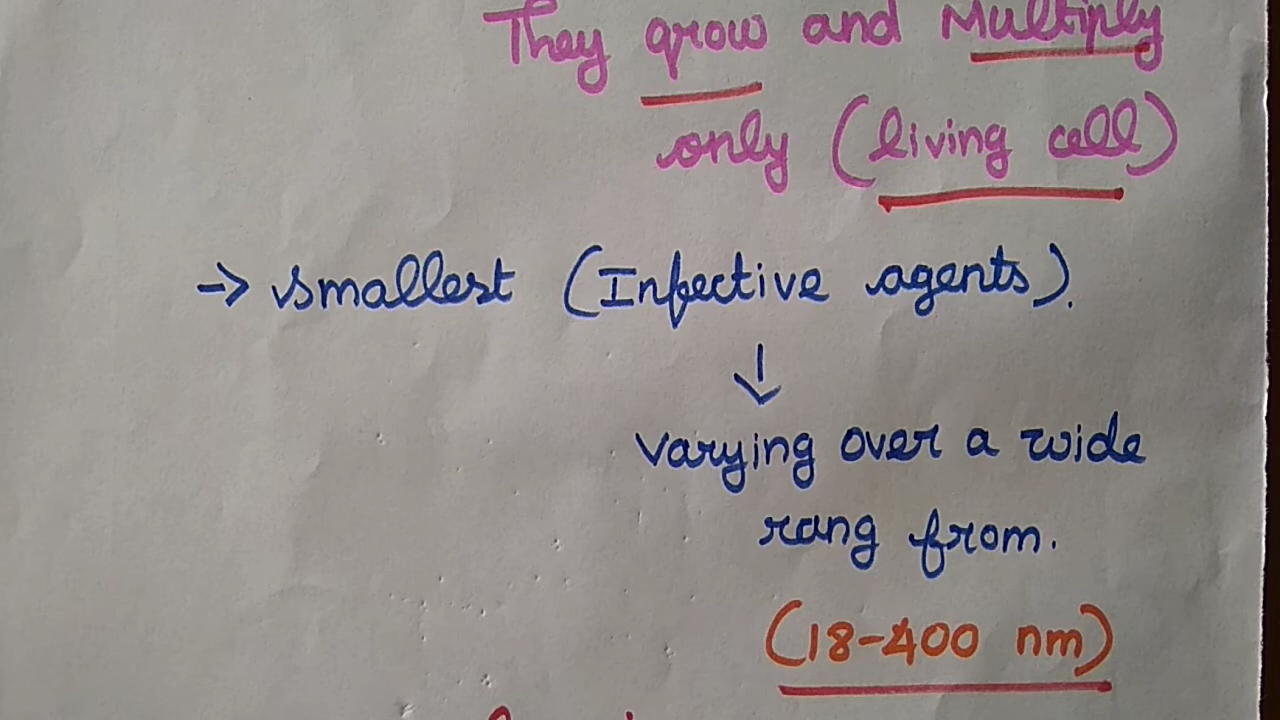 They grow and Multiply
only (living cell)
-> smallest (Infective agents).
↓
varying over a wide
rang from.
(18-400 nm)